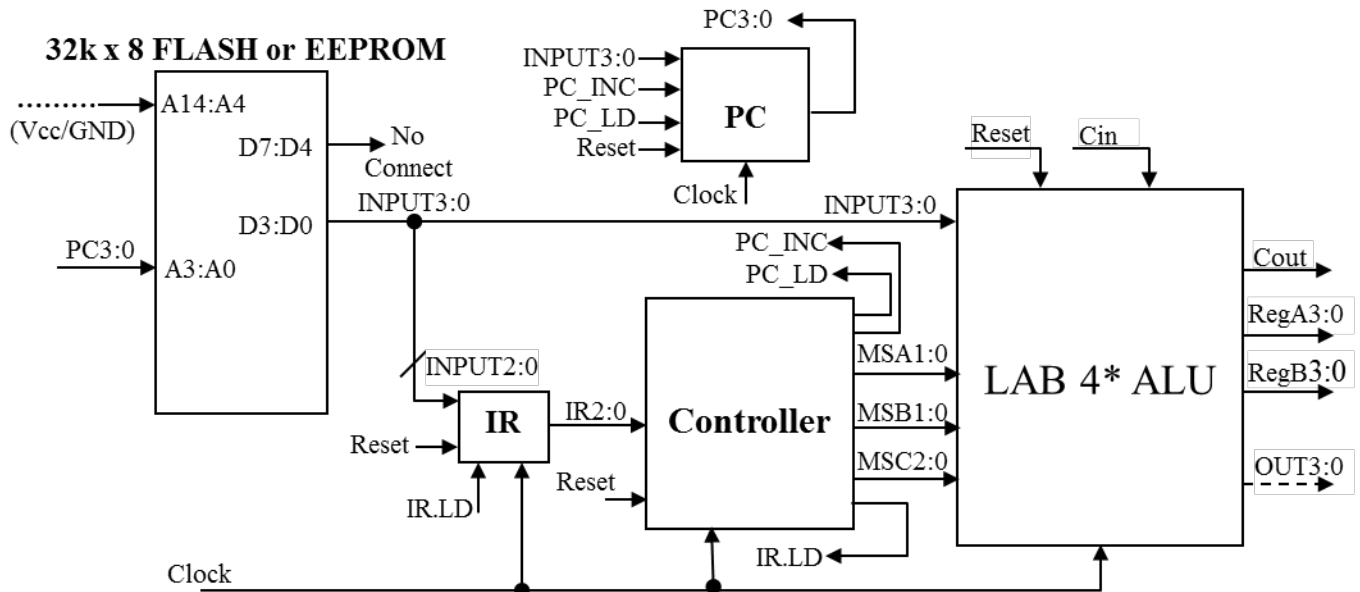 PC3:0
32k x 8 FLASH or EEPROM
INPUT3:0
PC_INC
PC_LD
Reset
PC
Clock
A14:A4
(Vcc/GND)
D7:D4
No
Connect
Reset
Cin
INPUT3:0
INPUT3:0
D3:D0
PC3:0
A3:A0
PC_INC
PC_LD
Cout
RegA3:0
MSA1:0
INPUT2:0
RegB3:0
LAB 4* ALU
IR
IR2:0
Controller
MSB1:0
Reset
MSC2:0
OUT3:0
Reset
IR.LD
IR.LD
Clock